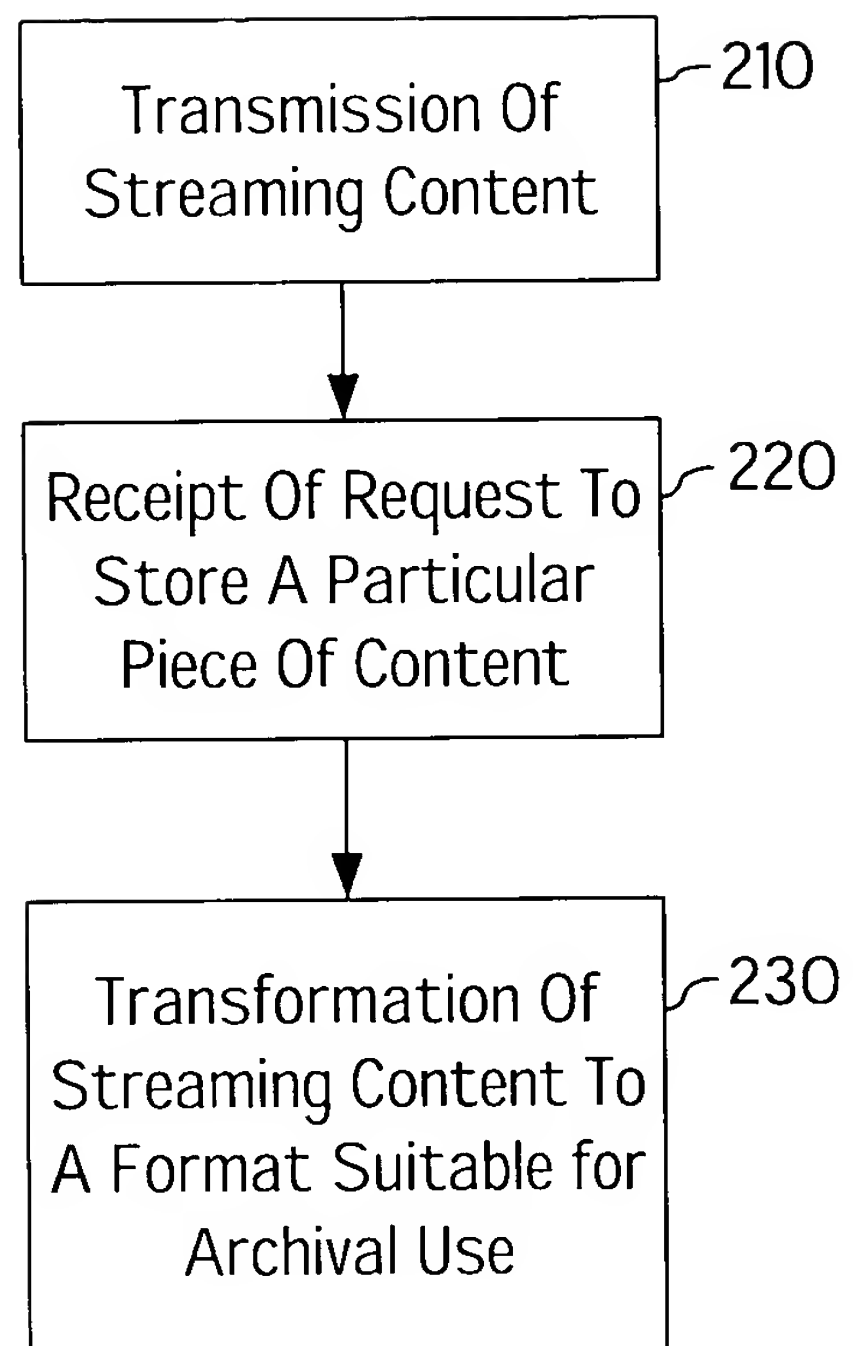 Transmission Of
Streaming Content
210
Receipt Of Request To
Store A Particular
Piece Of Content
220
Transformation Of
Streaming Content To
A Format Suitable for
Archival Use
230